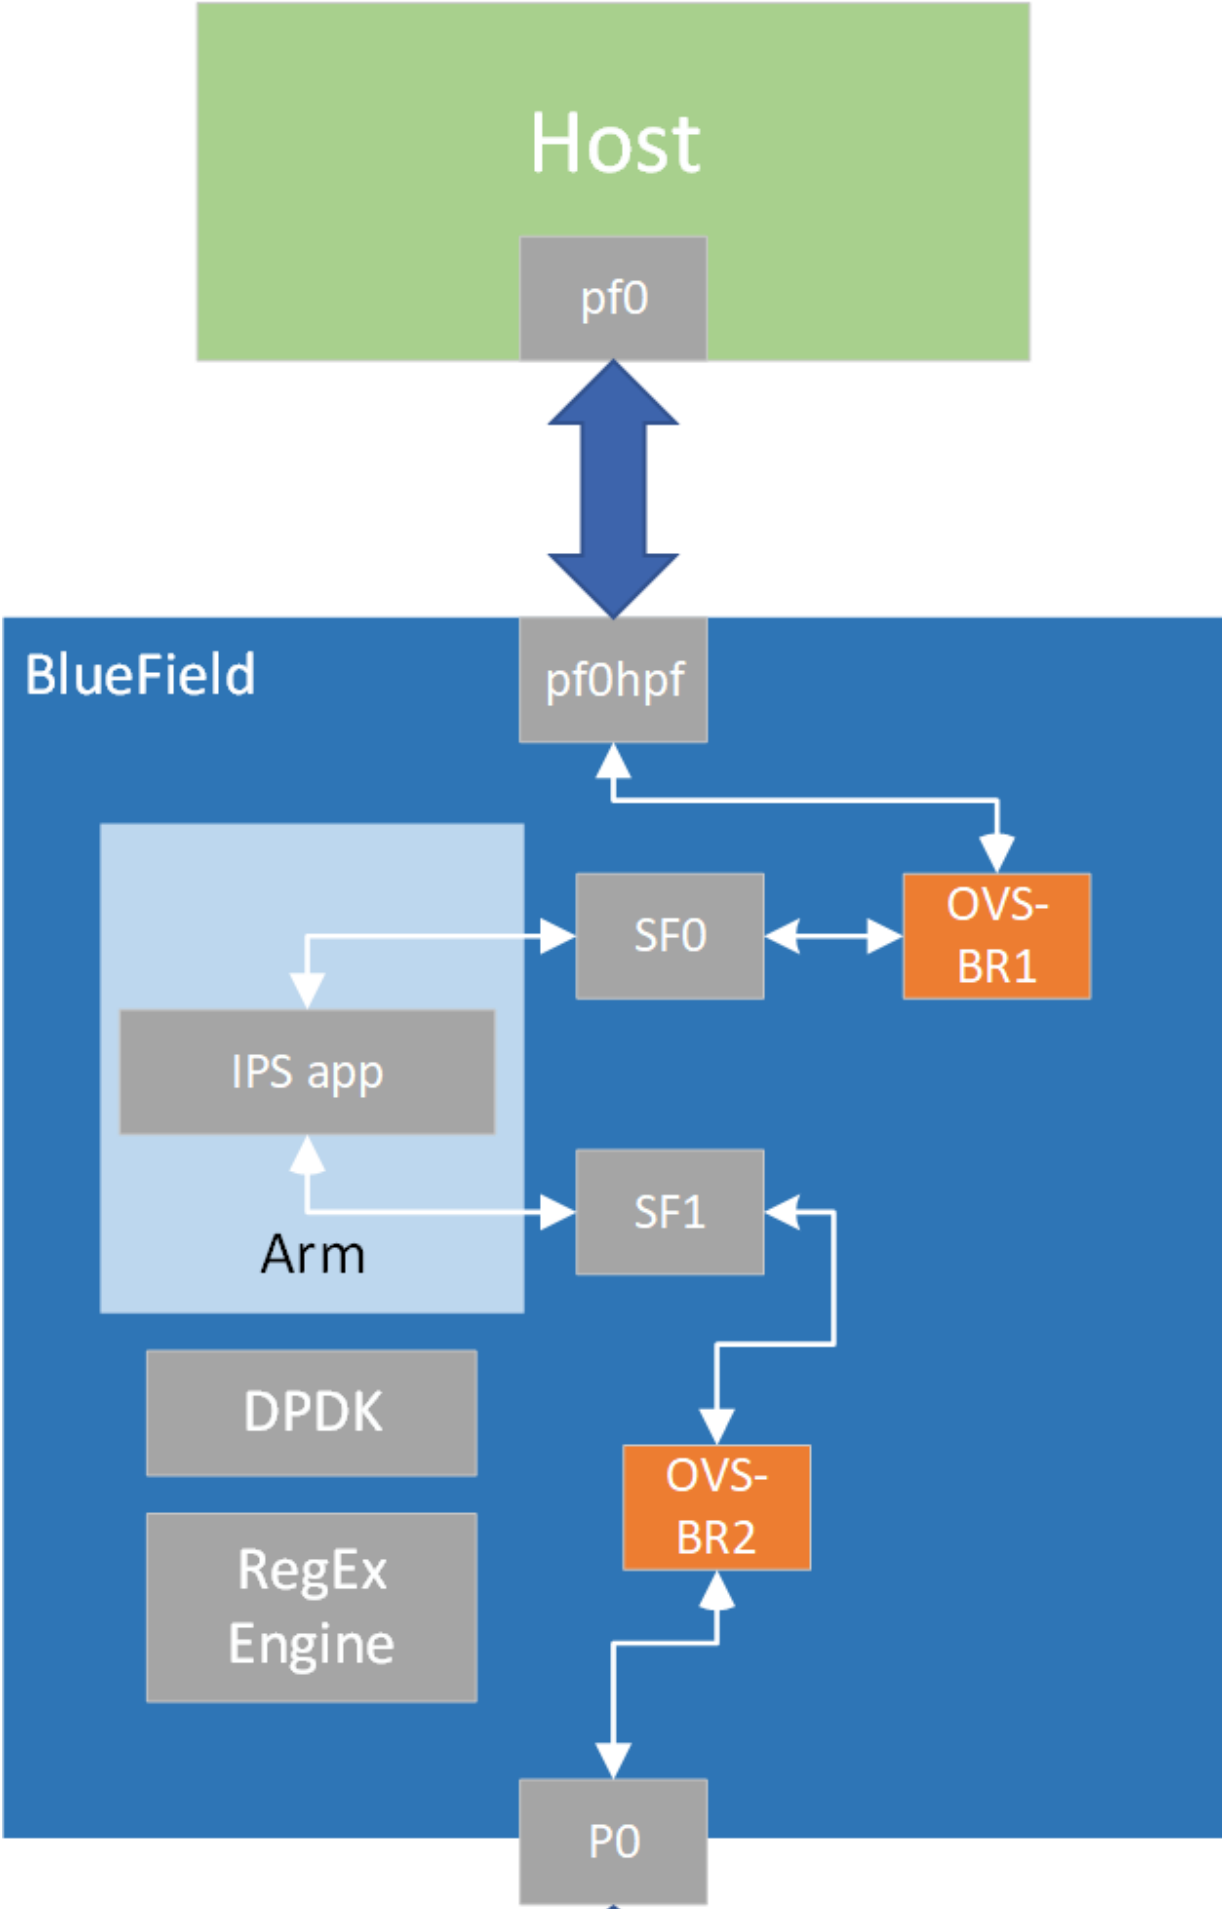 Host
pf0
BlueField
pf0hpf
SF0
OVS-
BR1
IPS app
SF1
Arm
DPDK
OVS-
BR2
RegEx
Engine
P0